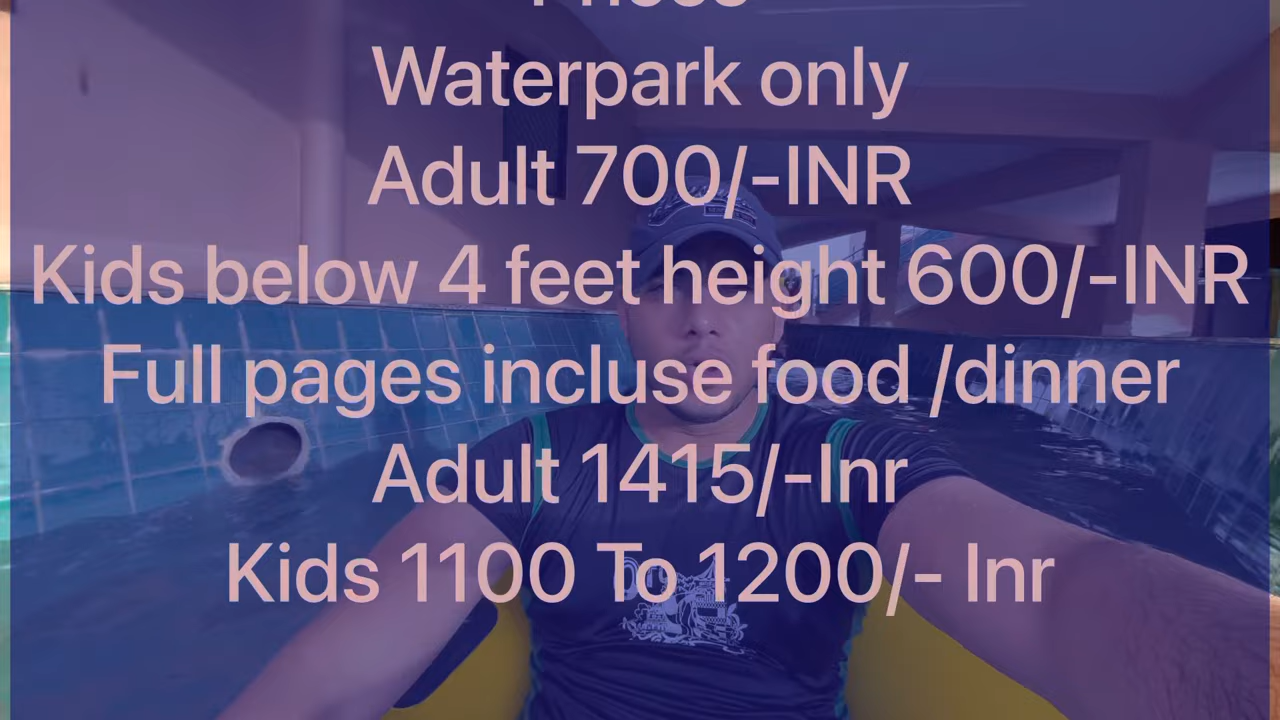 Prices
Waterpark only
Adult 700/-INR
Kids below 4 feet height 600/-INR
Full pages incluse food /dinner
Adult 1415/-Inr
Kids 1100 To 1200/- Inr